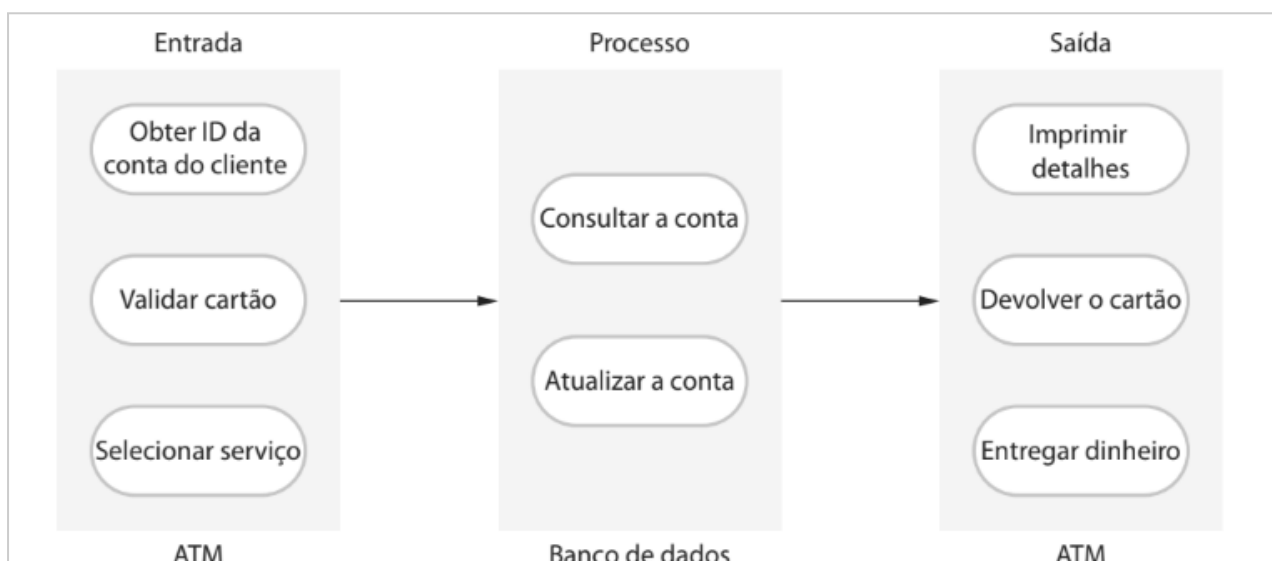 Entrada
Obter ID da
conta do cliente
Validar cartão
Selecionar serviço
ATM
Processo
Consultar a conta
Atualizar a conta
Banco de dados
Saída
Imprimir
detalhes
Devolver o cartão
Entregar dinheiro
ATM